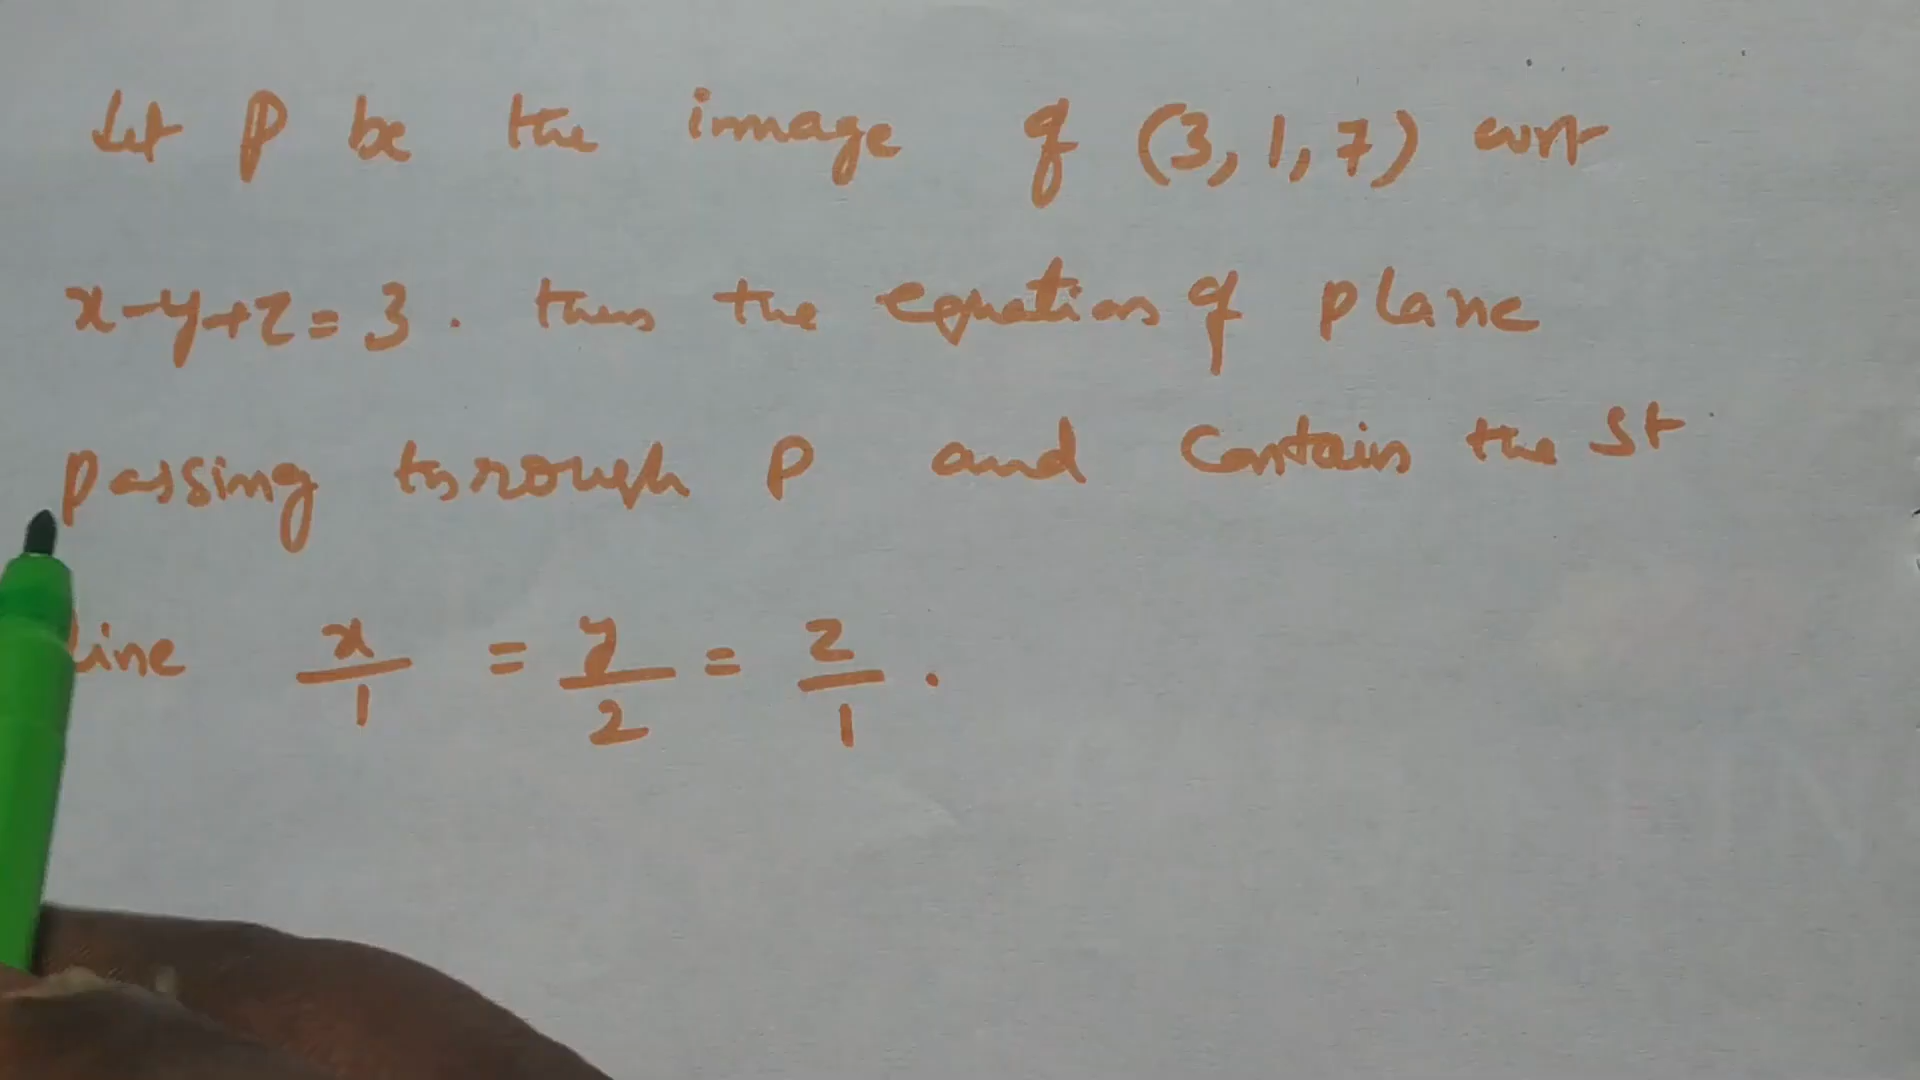 Let P be the image of (3, 1, 7) wrt
x-y+z=3. then the equation of plane
passing through P and contains the St
line x/1 = y/2 = z/1.